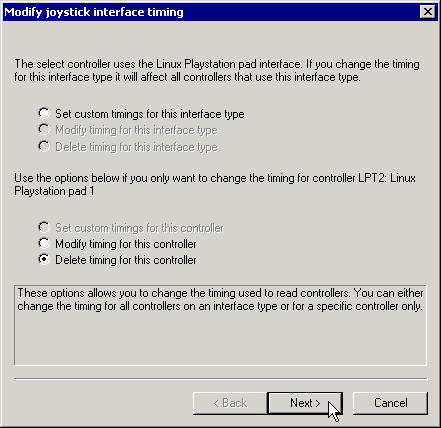 Modify joystick interface timing
The select controller uses the Linux Playstation pad interface. If you change the timing
for this interface type it will affect all controllers that use this interface type.
Set custom timings for this interface type
Modify timing for this interface type
Delete timing for this interface type
Use the options below if you only want to change the timing for controller LPT2: Linux
Playstation pad 1
Set custom timings for this controller
Modify timing for this controller
Delete timing for this controller
These options allows you to change the timing used to read controllers. You can either
change the timing for all controllers on an interface type or for a specific controller only.
< Back
Next >
Cancel